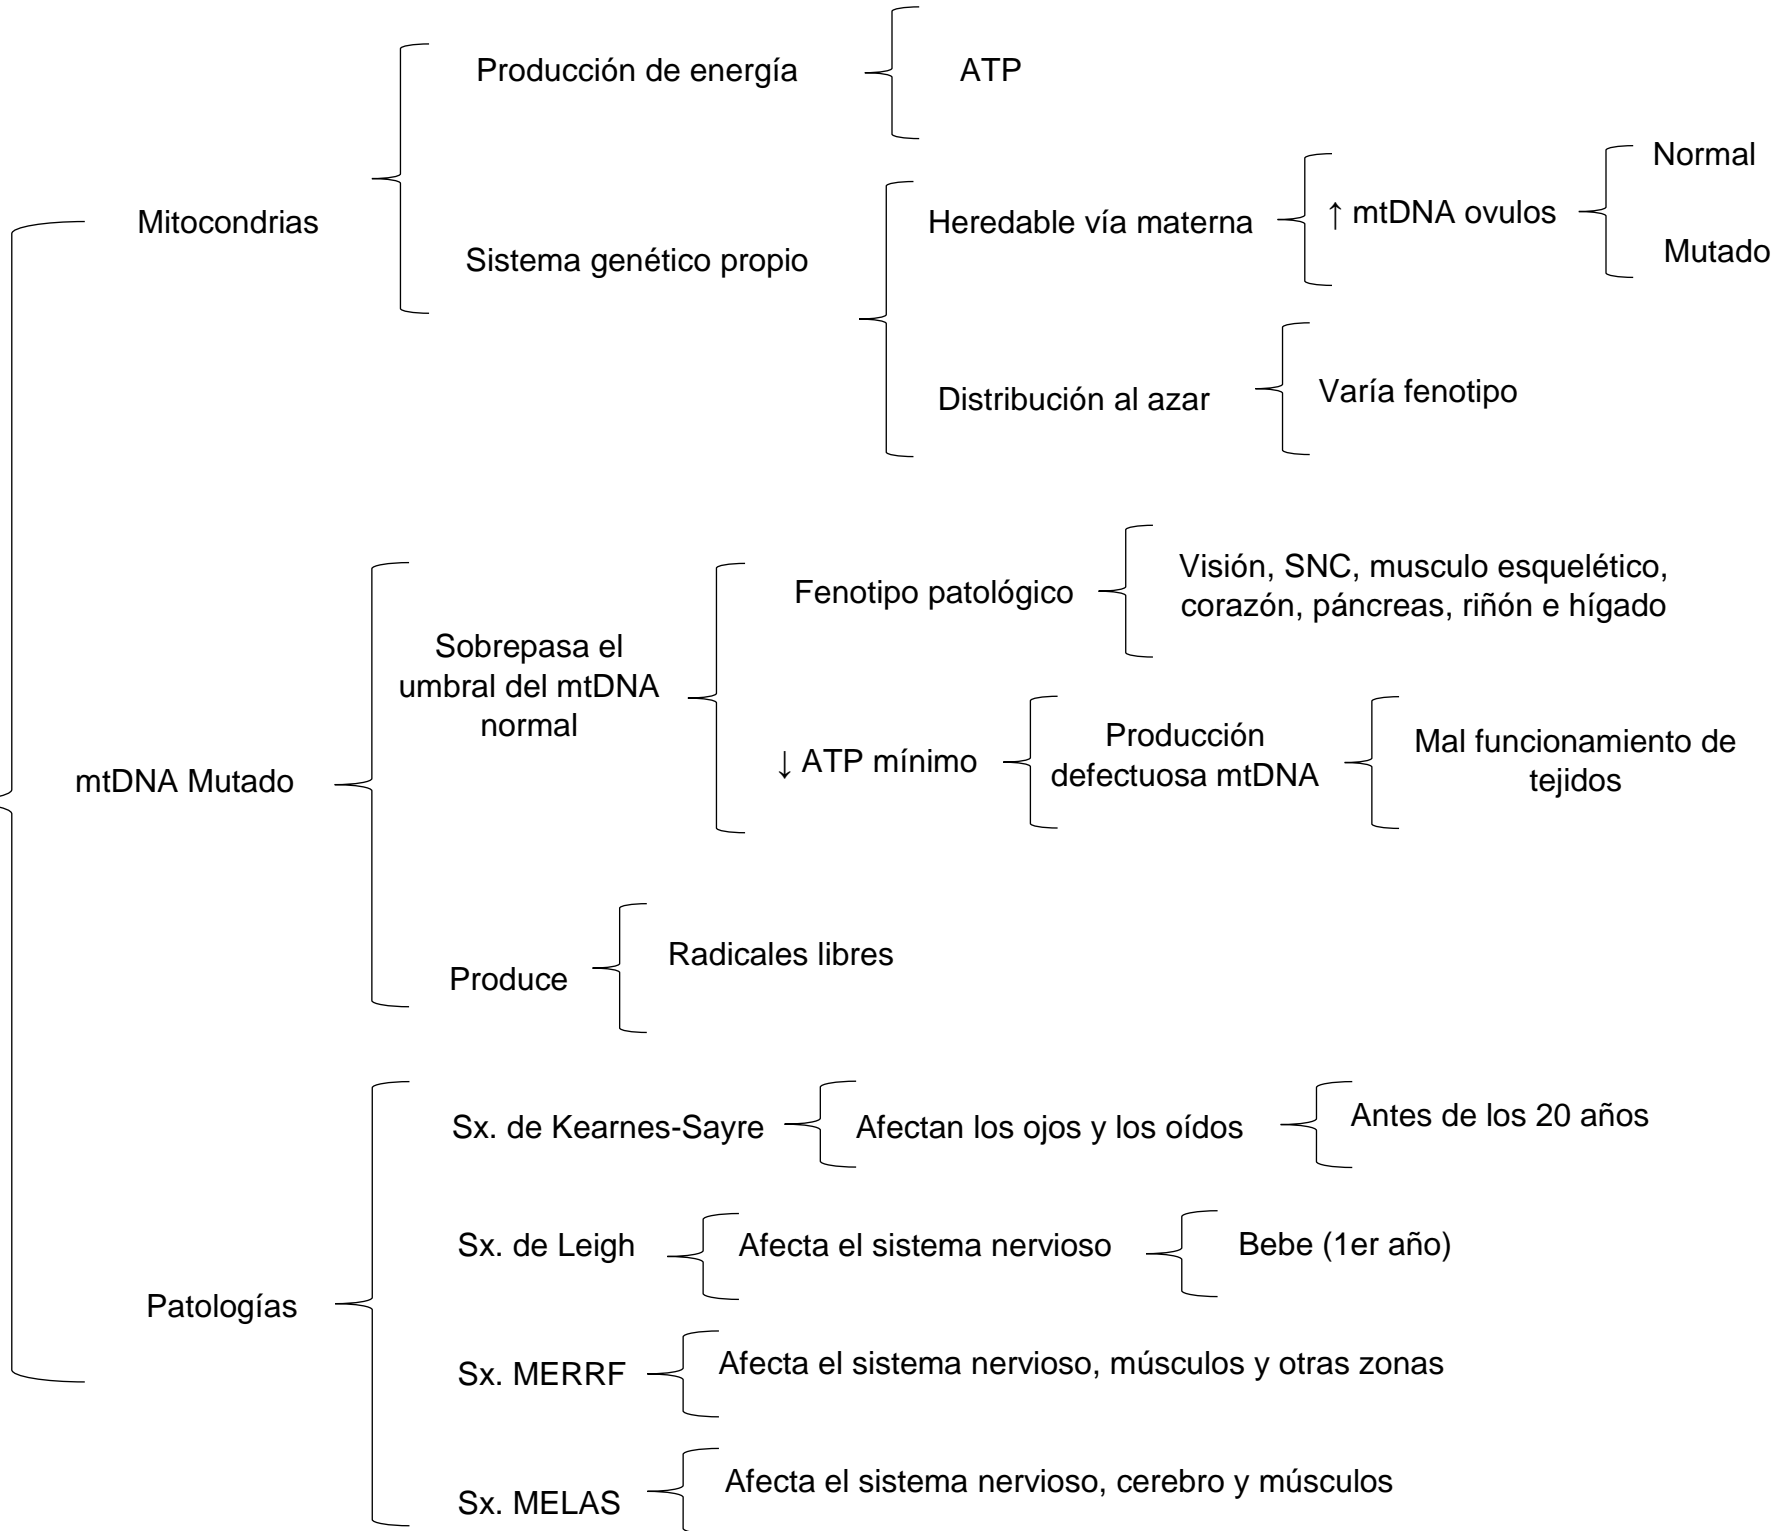 Producción de energía
ATP
Normal
Mitocondrias
Heredable vía materna
↑ mtDNA ovulos
Sistema genético propio
Mutado
Distribución al azar
Varía fenotipo
Fenotipo patológico
Visión, SNC, musculo esquelético,
corazón, páncreas, riñón e hígado
Sobrepasa el
umbral del mtDNA
normal
mtDNA Mutado
↓ ATP mínimo
Producción
defectuosa mtDNA
Mal funcionamiento de
tejidos
Produce
Radicales libres
Sx. de Kearnes-Sayre
Afectan los ojos y los oídos
Antes de los 20 años
Sx. de Leigh
Afecta el sistema nervioso
Bebe (1er año)
Patologías
Sx. MERRF
Afecta el sistema nervioso, músculos y otras zonas
Sx. MELAS
Afecta el sistema nervioso, cerebro y músculos